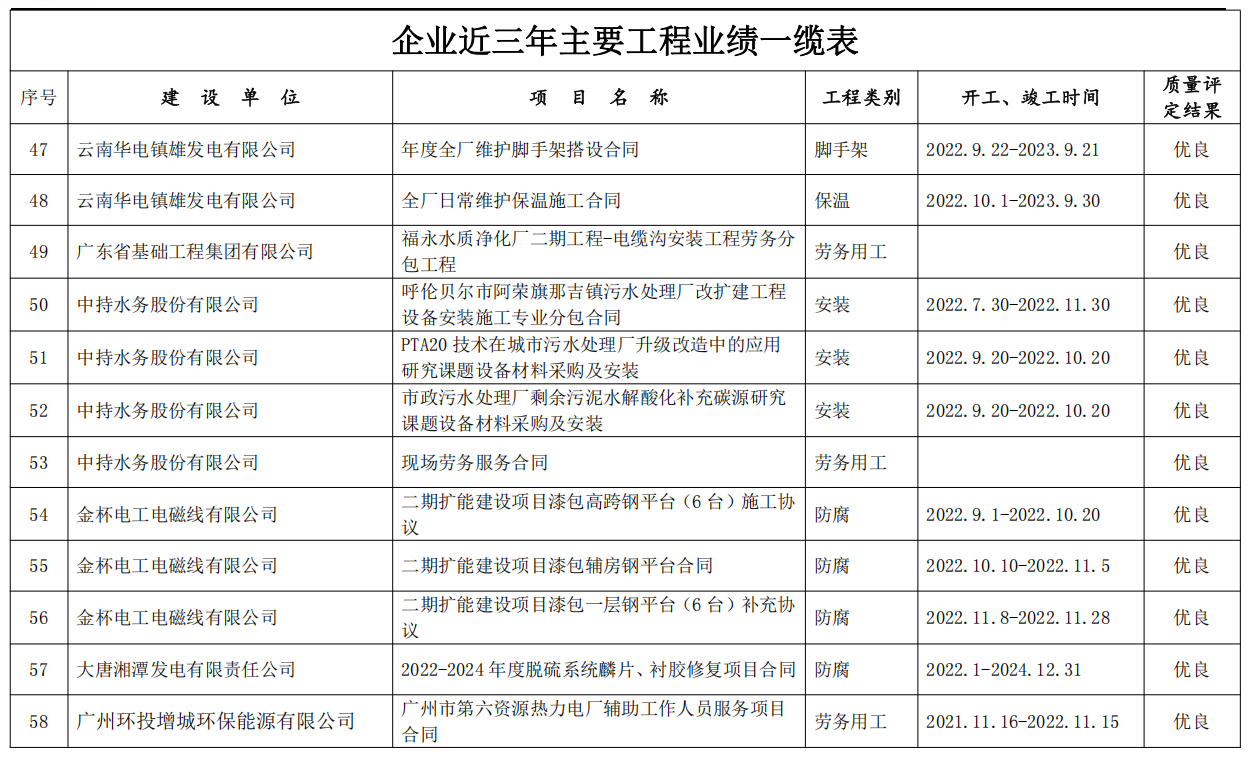 企业近三年主要工程业绩一缆表
序号 建 设 单 位 项 目 名 称 工程类别 开工、竣工时间 质量评
定结果
47 云南华电镇雄发电有限公司 年度全厂维护脚手架搭设合同 脚手架 2022.9.22-2023.9.21 优良
48 云南华电镇雄发电有限公司 全厂日常维护保温施工合同 保温 2022.10.1-2023.9.30 优良
49 广东省基础工程集团有限公司 福永水质净化厂二期工程-电缆沟安装工程劳务分
包工程 劳务用工 优良
50 中持水务股份有限公司 呼伦贝尔市阿荣旗那吉镇污水处理厂改扩建工程
设备安装施工专业分包合同 安装 2022.7.30-2022.11.30 优良
51 中持水务股份有限公司 PTA20 技术在城市污水处理厂升级改造中的应用
研究课题设备材料采购及安装 安装 2022.9.20-2022.10.20 优良
52 中持水务股份有限公司 市政污水处理厂剩余污泥水解酸化补充碳源研究
课题设备材料采购及安装 安装 2022.9.20-2022.10.20 优良
53 中持水务股份有限公司 现场劳务服务合同 劳务用工 优良
54 金杯电工电磁线有限公司 二期扩能建设项目漆包高跨钢平台（6 台）施工协
议 防腐 2022.9.1-2022.10.20 优良
55 金杯电工电磁线有限公司 二期扩能建设项目漆包辅房钢平台合同 防腐 2022.10.10-2022.11.5 优良
56 金杯电工电磁线有限公司 二期扩能建设项目漆包一层钢平台（6 台）补充协
议 防腐 2022.11.8-2022.11.28 优良
57 大唐湘潭发电有限责任公司 2022-2024 年度脱硫系统麟片、衬胶修复项目合同 防腐 2022.1-2024.12.31 优良
58 广州环投增城环保能源有限公司 广州市第六资源热力电厂辅助工作人员服务项目
合同 劳务用工 2021.11.16-2022.11.15 优良